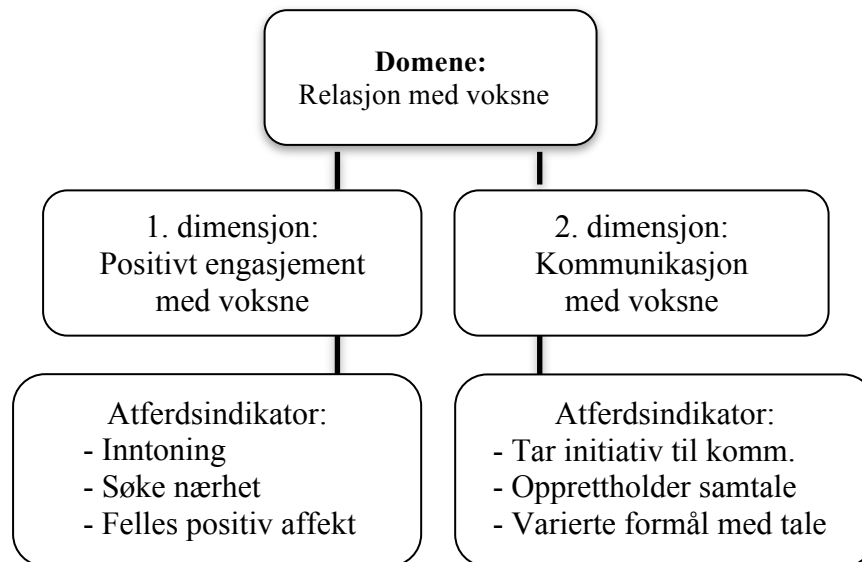 Domene:
Relasjon med voksne
1. dimensjon:
Positivt engasjement
med voksne
2. dimensjon:
Kommunikasjon
med voksne
Atferdsindikator:
- Inntoning
- Søke nærhet
- Felles positiv affekt
Atferdsindikator:
- Tar initiativ til komm.
- Opprettholder samtale
- Varierte formål med tale